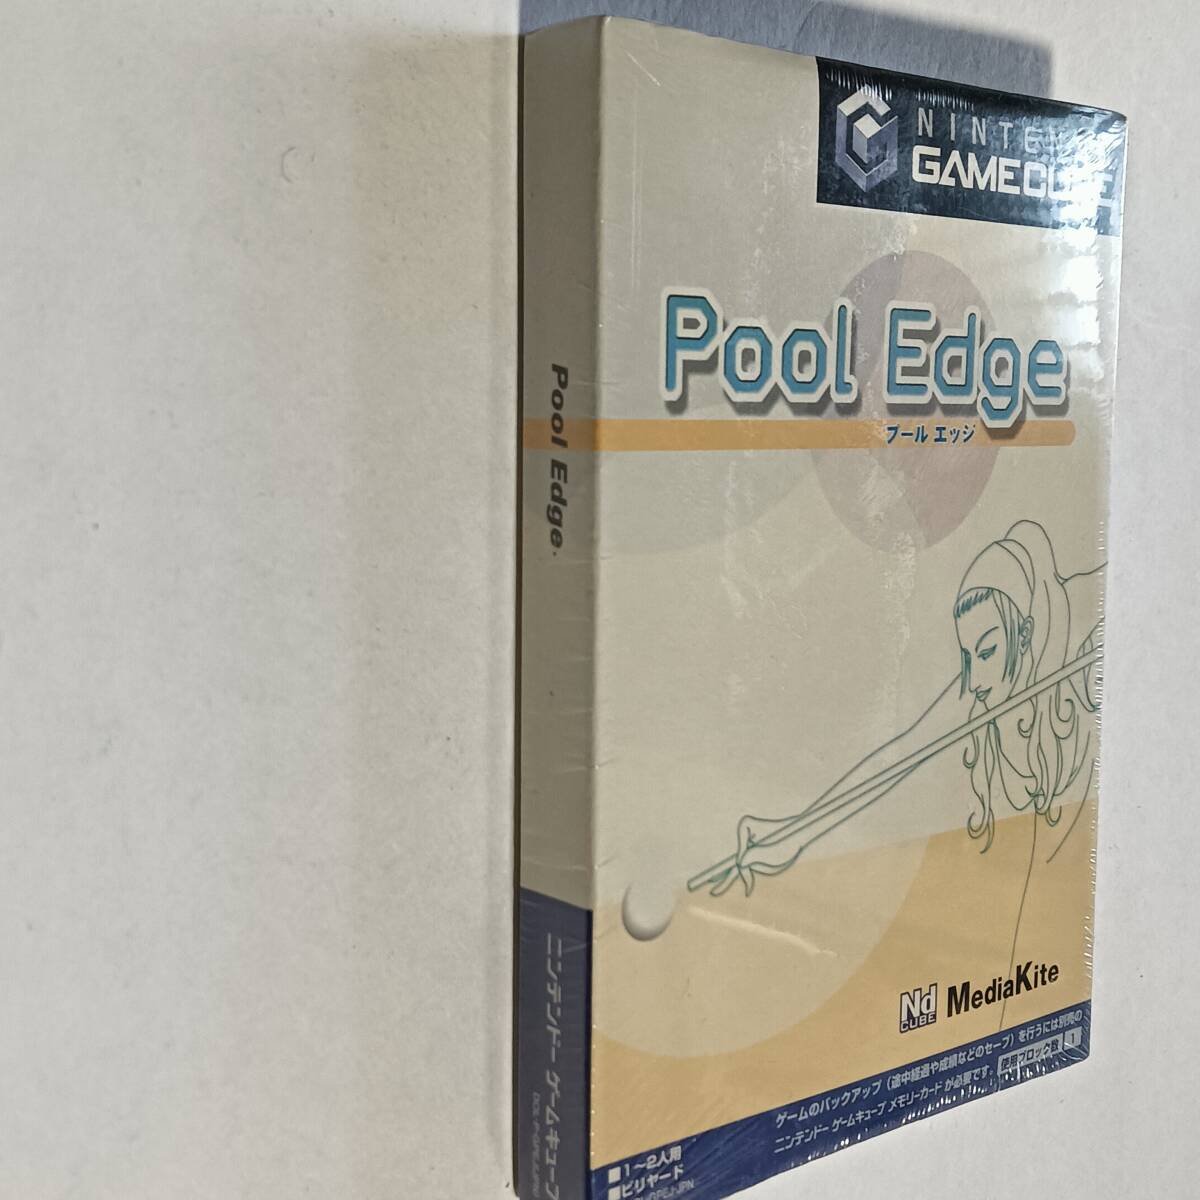 NINTENDO
GAMECUBE
Pool Edge
プール エッジ
Pool Edge
Nd
CUBE
MediaKite
ゲームのバックアップ（途中経過や成績などのセーブ）を行うには別売の
ニンテンドー ゲームキューブ メモリーカード が必要です。
使用ブロック数 1
■1～2人用
■ビリヤード
ニンテンドー ゲームキューブ